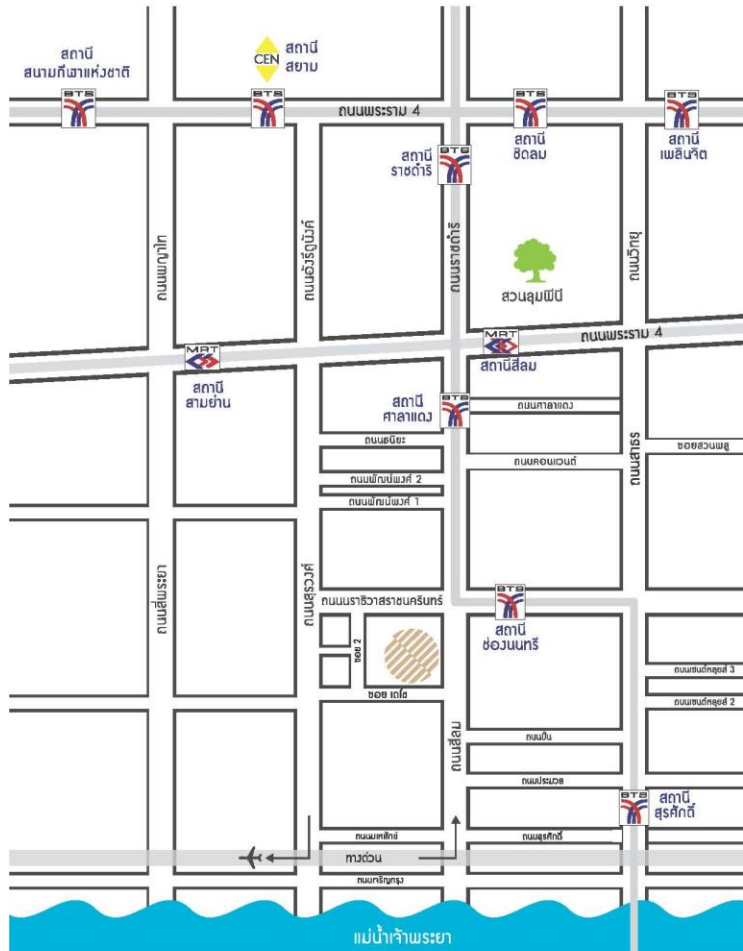 สถานี
สนามกีฬาแห่งชาติ
CEN
สถานี
สยาม
BTS
BTS
BTS
BTS
ถนนพระราม 4
สถานี
ราชดำริ
BTS
สถานี
ชิดลม
สถานี
เพลินจิต
ถนนพญาไท
ถนนอังรีดูนังต์
ถนนราชดำริ
ถนนวิทยุ
สวนลุมพินี
MRT
สถานี
สามย่าน
MRT
สถานีสีลม
ถนนพระราม 4
สถานี
ศาลาแดง
BTS
ถนนศาลาแดง
ถนนธนิยะ
ถนนคอนแวนต์
ซอยสวนพลู
ถนนสาทร
ถนนพัฒน์พงศ์ 2
ถนนพัฒน์พงศ์ 1
ถนนสี่พระยา
ถนนสุรวงศ์
ถนนนราธิวาสราชนครินทร์
BTS
สถานี
ช่องนนทรี
ซอย 2
ซอย เดโช
ถนนสีลม
ถนนเซนต์หลุยส์ 3
ถนนเซนต์หลุยส์ 2
ถนนปั้น
ถนนประมวล
BTS
สถานี
สุรศักดิ์
ถนนมเหสักข์
ถนนสุรศักดิ์
ทางด่วน
ถนนเจริญกรุง
แม่น้ำเจ้าพระยา